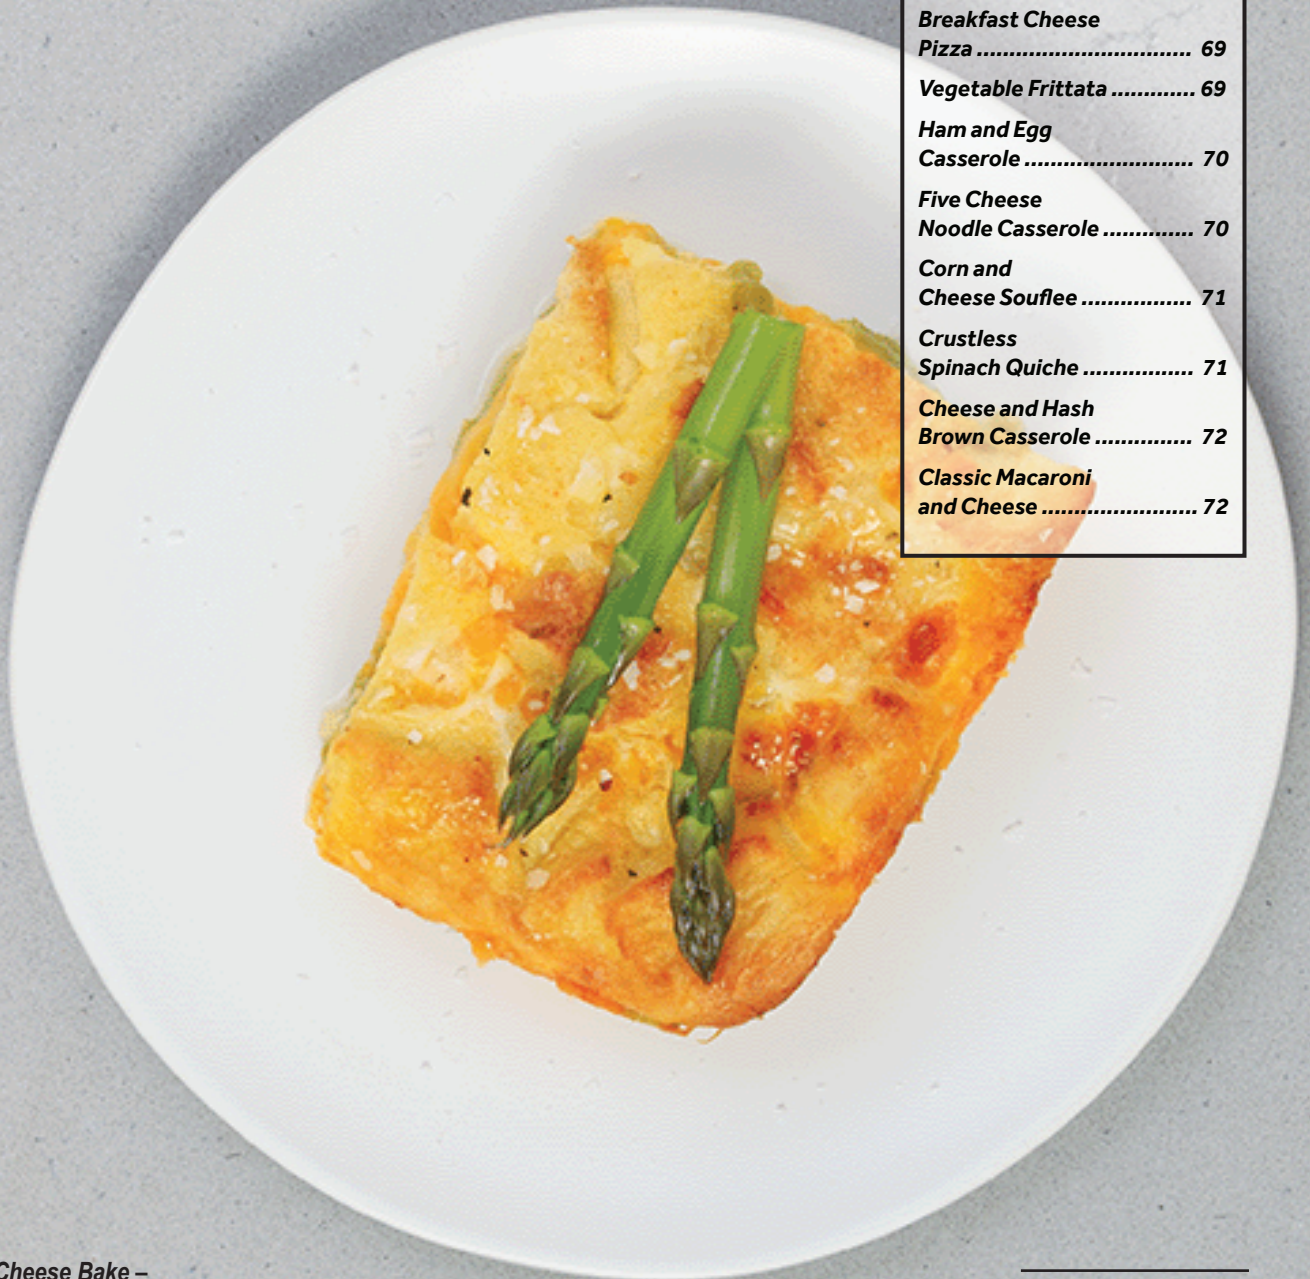 Breakfast Cheese
Pizza ................................. 69
Vegetable Frittata ............. 69
Ham and Egg
Casserole .......................... 70
Five Cheese
Noodle Casserole .............. 70
Corn and
Cheese Souflee ................. 71
Crustless
Spinach Quiche ................. 71
Cheese and Hash
Brown Casserole ............... 72
Classic Macaroni
and Cheese ........................ 72
Cheese Bake –